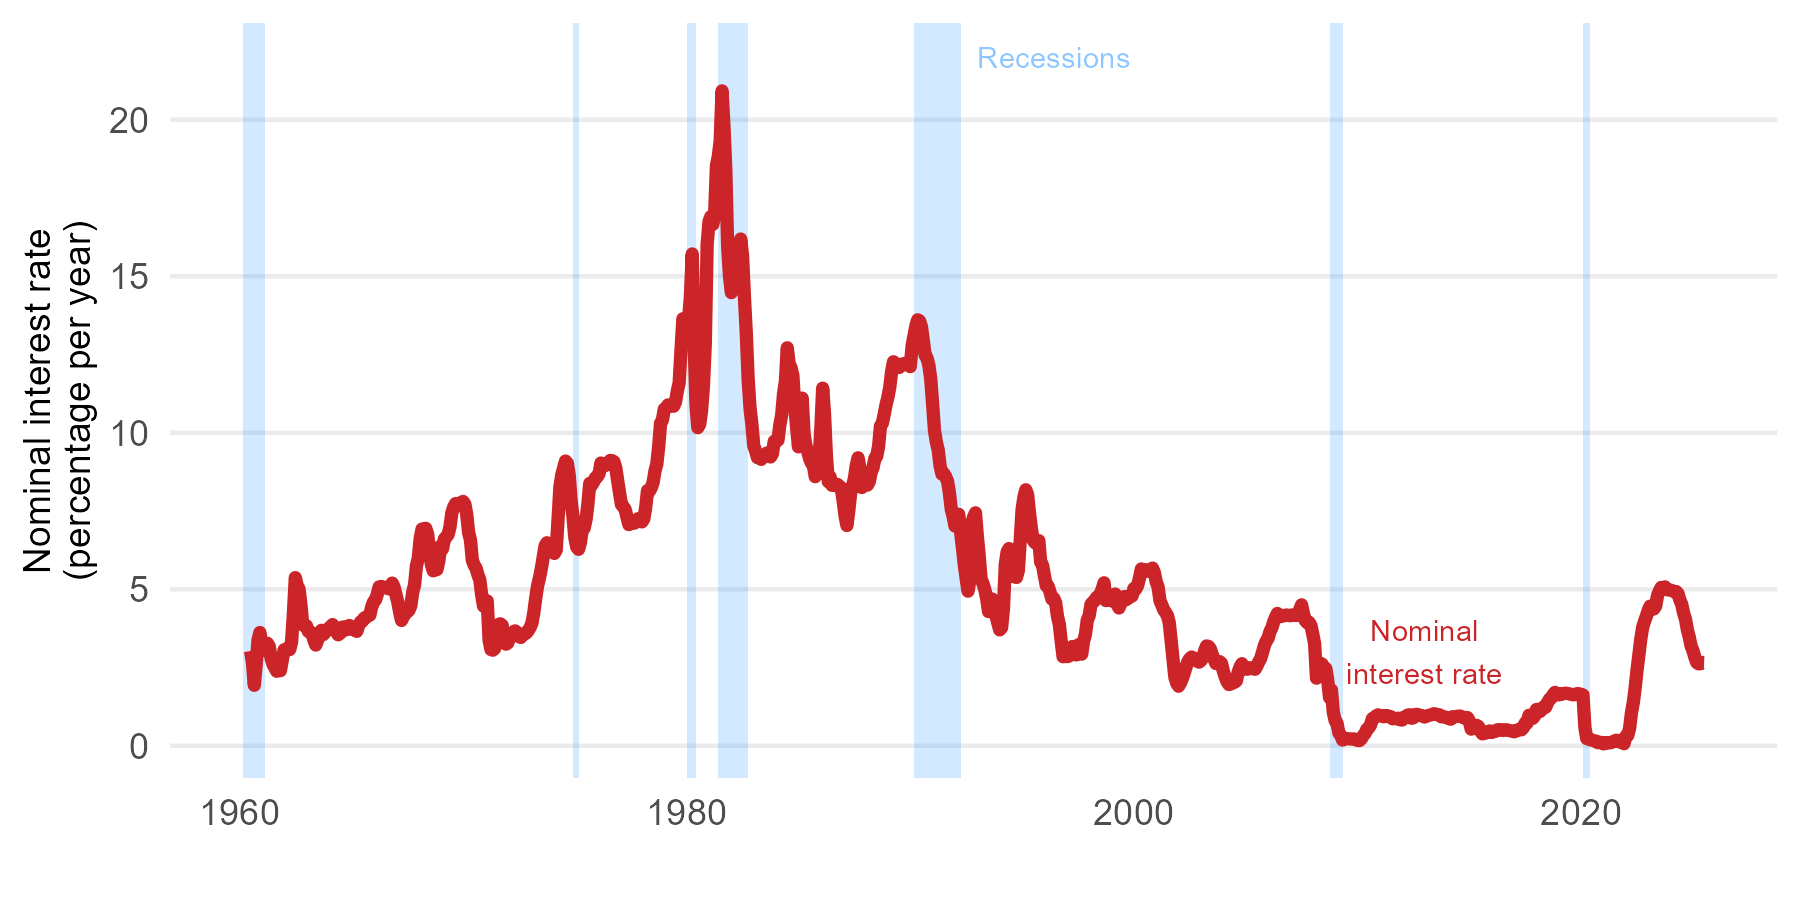 Nominal interest rate
(percentage per year)
20
15
10
5
0
Recessions
Nominal
interest rate
1960
1980
2000
2020